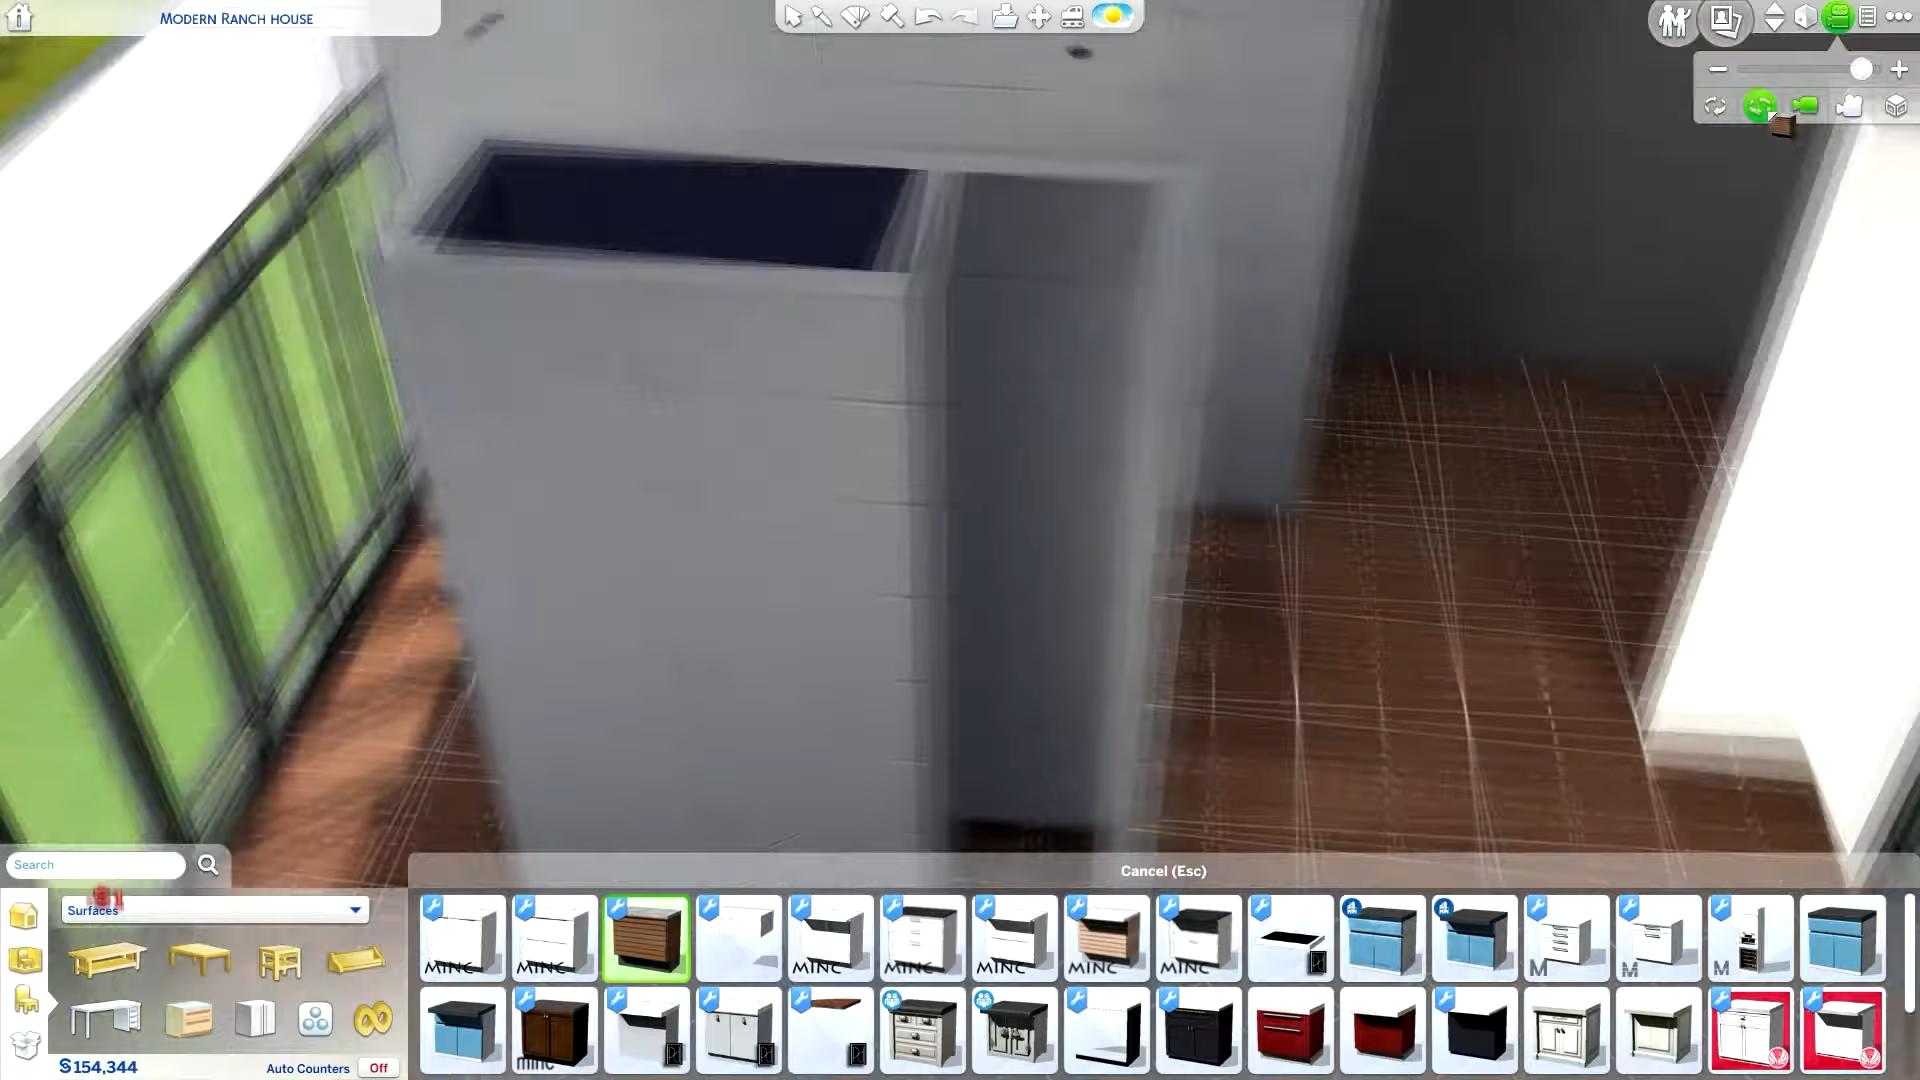 MODERN RANCH HOUSE
Cancel (Esc)
Search
Surfaces
MINC
MINC
MINC
MINC
MINC
MINC
MINC
M
M
M
minc
§154,344
Auto Counters
Off